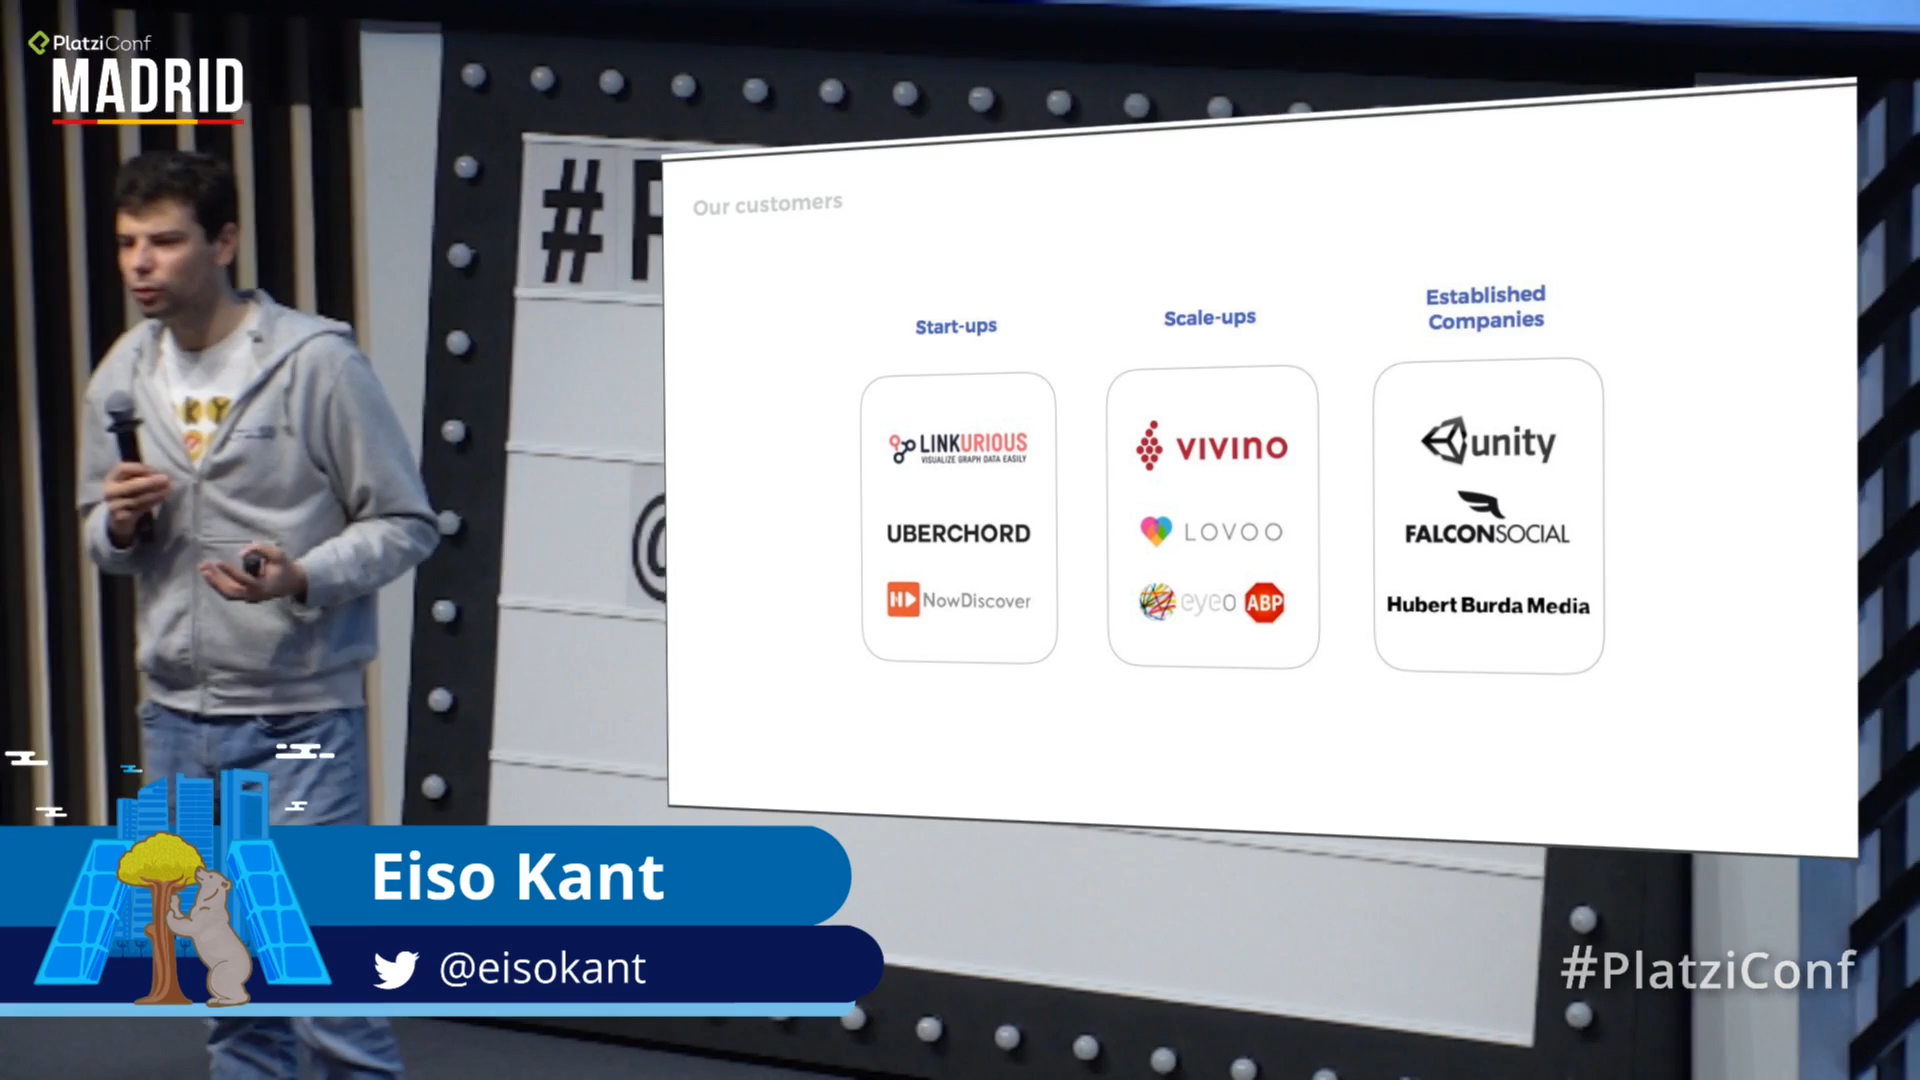 PlatziConf
MADRID
#P
@
KY
Our customers
Start-ups
Scale-ups
Established
Companies
LINKURIOUS
VISUALIZE GRAPH DATA EASILY
UBERCHORD
NowDiscover
VIVINO
LOVOO
eyeo ABP
unity
FALCONSOCIAL
Hubert Burda Media
Eiso Kant
@eisokant
#PlatziConf